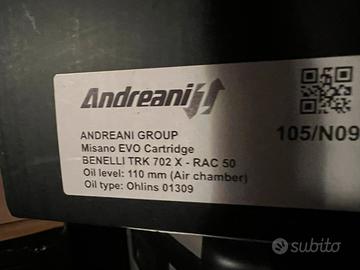 Andreani
ANDREANI GROUP
105/N09
Misano EVO Cartridge
BENELLI TRK 702 X - RAC 50
Oil level: 110 mm (Air chamber)
Oil type: Ohlins 01309
subito